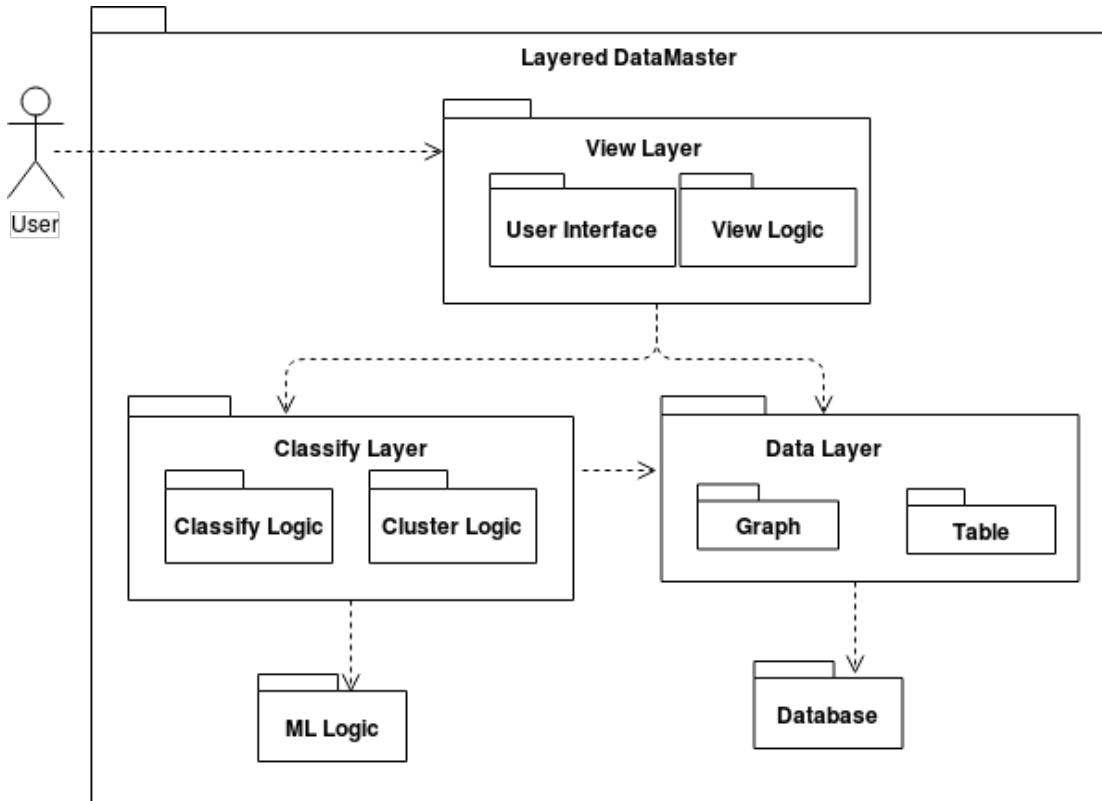 Layered DataMaster
View Layer
User Interface
View Logic
User
Classify Layer
Classify Logic
Cluster Logic
Data Layer
Graph
Table
ML Logic
Database